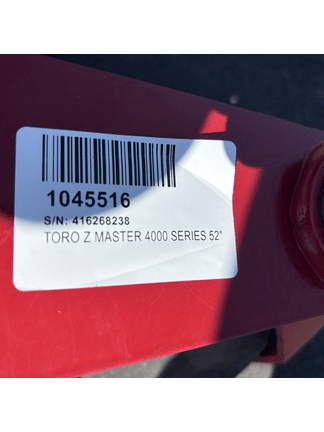 1045516
S/N: 416268238
TORO Z MASTER 4000 SERIES 52"